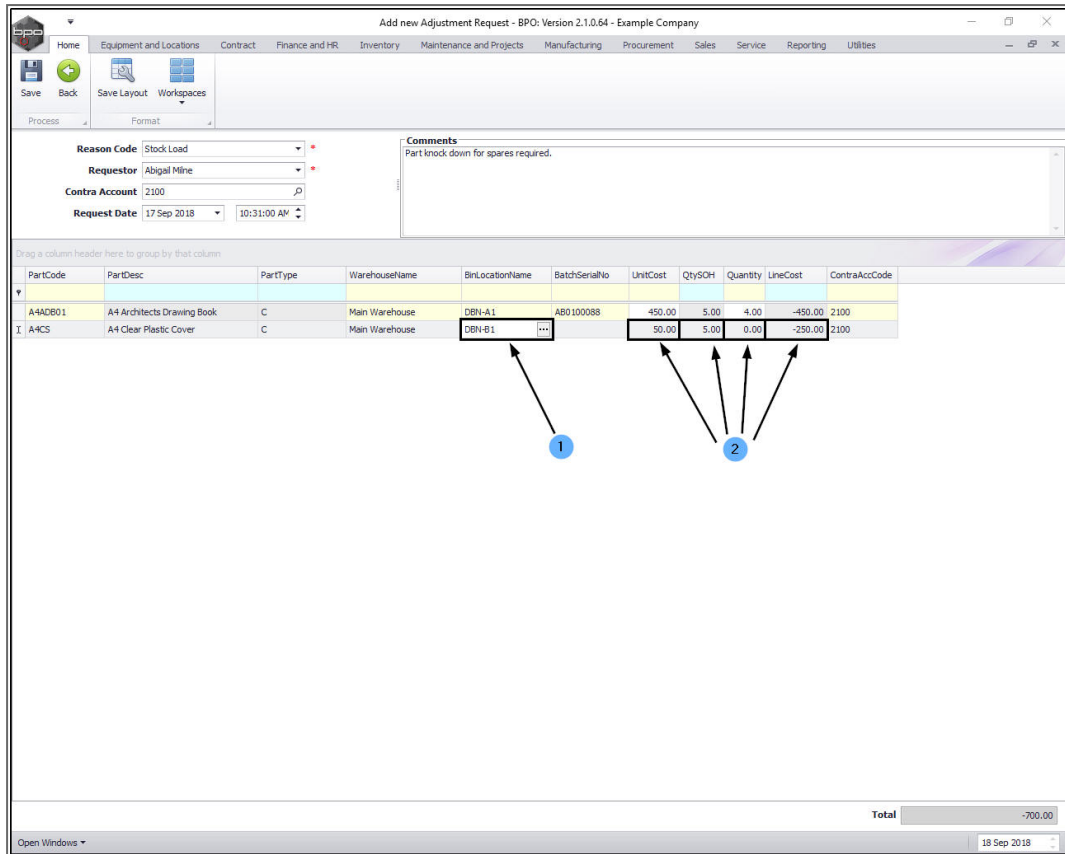 Add new Adjustment Request - BPO: Version 2.1.0.64 - Example Company
bpo
Home Equipment and Locations Contract Finance and HR Inventory Maintenance and Projects Manufacturing Procurement Sales Service Reporting Utilities
Save Back Save Layout Workspaces
Process Format
Reason Code Stock Load *
Requestor Abigail Milne *
Contra Account 2100
Request Date 17 Sep 2018 10:31:00 AM
Comments
Part knock down for spares required.
Drag a column header here to group by that column
PartCode PartDesc PartType WarehouseName BinLocationName BatchSerialNo UnitCost QtySOH Quantity LineCost ContraAccCode
A4ADB01 A4 Architects Drawing Book C Main Warehouse DBN-A1 AB0100088 450.00 5.00 4.00 -450.00 2100
A4CS A4 Clear Plastic Cover C Main Warehouse DBN-B1 ... 50.00 5.00 0.00 -250.00 2100
1
2
Total -700.00
Open Windows 18 Sep 2018